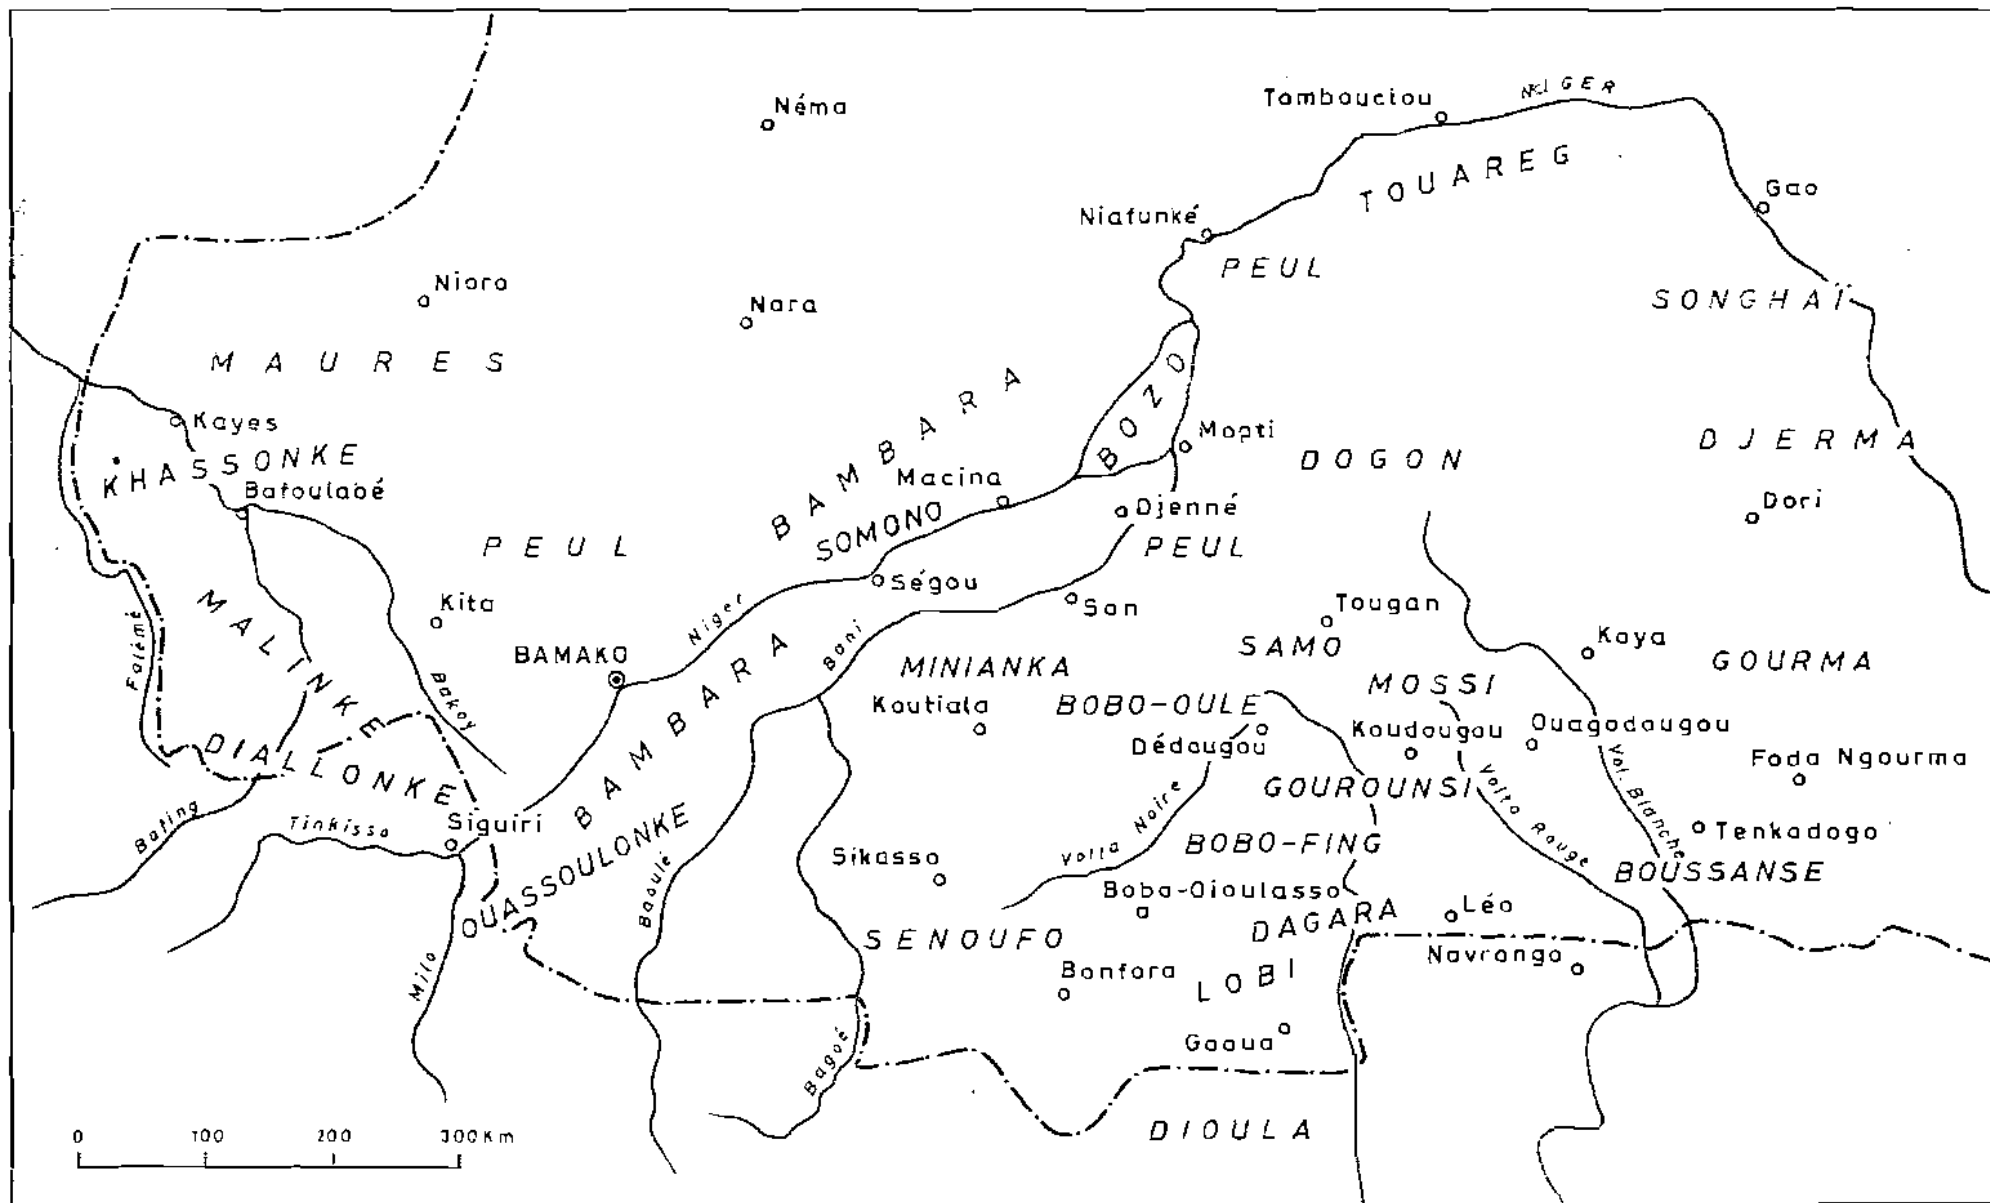 Néma
Tombouctou
NIGER
TOUAREG
Gao
Niafunké
PEUL
Nioro
Nara
SONGHAÏ
MAURES
BOZO
BAMBARA
Kayes
Mopti
DJERMA
KHASSONKE
DOGON
Macina
Bafoulabé
SOMONO
Djenné
Dori
PEUL
PEUL
Ségou
Kita
San
Tougan
MALINKE
Niger
Bani
Falémé
BAMAKO
BAMBARA
MINIANKA
SAMO
Kaya
GOURMA
MOSSI
Bakoy
Koutiala
BOBO-OULE
Koudougou
Ouagadougou
Dédougou
DIALLONKE
Foda Ngourma
Vol. Blanche
GOUROUNSI
Volta Rouge
Volta Noire
Bafing
Tinkisso
Siguiri
OUASSOULONKE
Tenkadogo
BOBO-FING
Sikasso
Baoulé
BOUSSANSE
Bobo-Dioulasso
Léo
DAGARA
SENOUFO
Navrongo
Milo
Banfora
LOBI
Gaoua
Bagoé
DIOULA
0 100 200 300Km